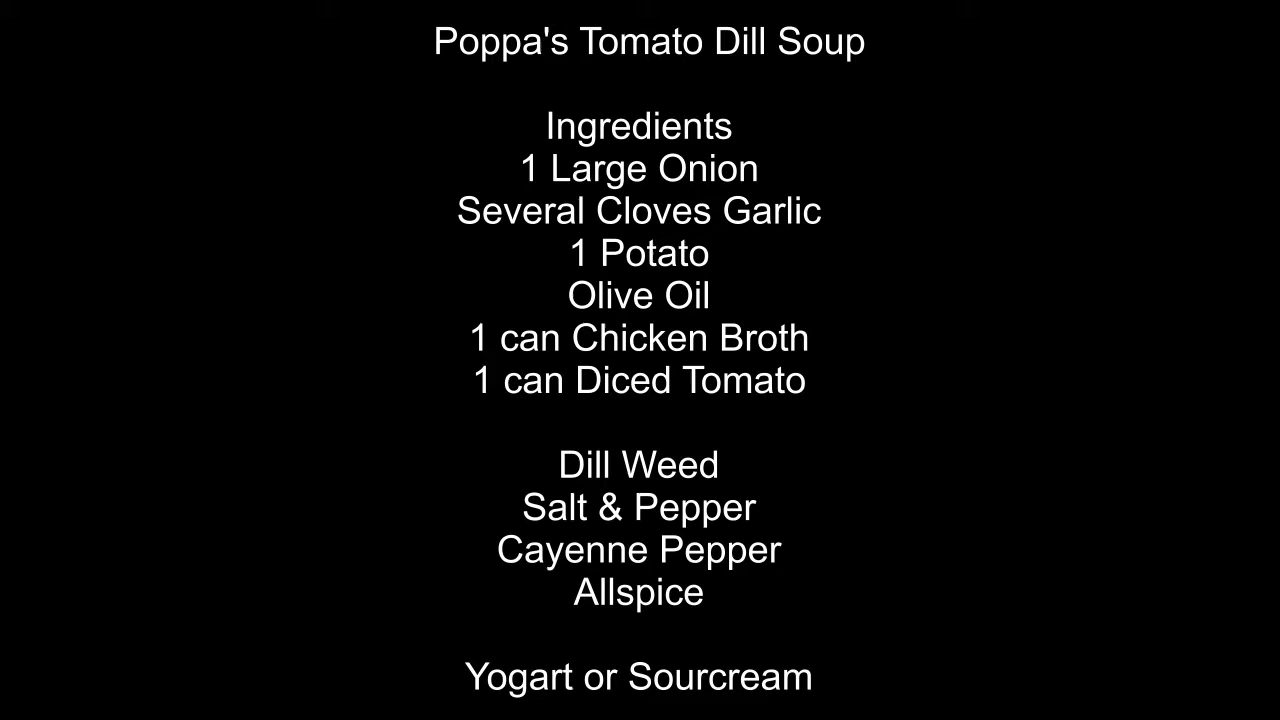 Poppa's Tomato Dill Soup
Ingredients
1 Large Onion
Several Cloves Garlic
1 Potato
Olive Oil
1 can Chicken Broth
1 can Diced Tomato
Dill Weed
Salt & Pepper
Cayenne Pepper
Allspice
Yogart or Sourcream